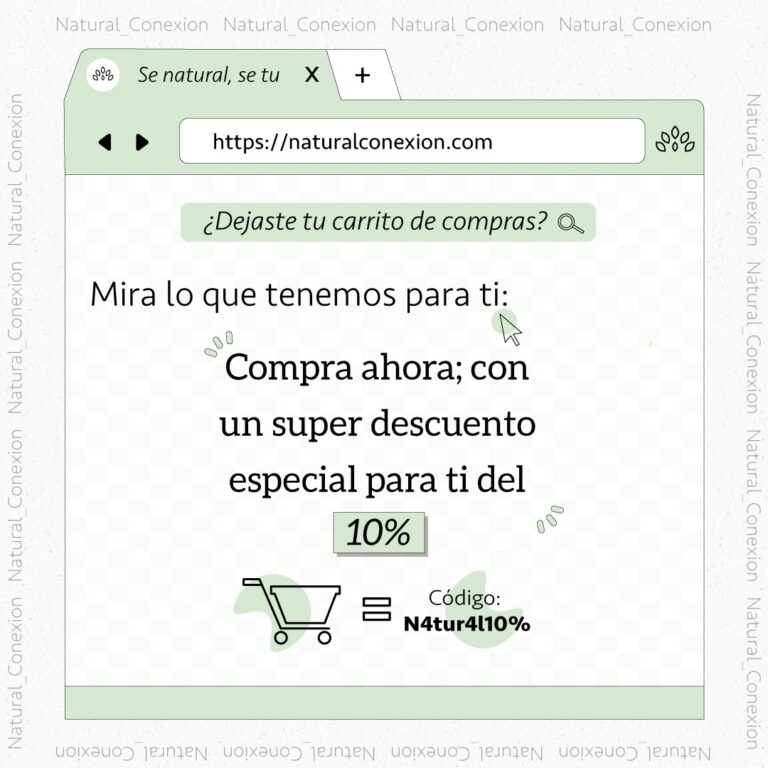 Natural_Conexion Natural_Conexion Natural_Conexion Natural_Conexion
Se natural, se tu X +
https://naturalconexion.com
¿Dejaste tu carrito de compras?
Mira lo que tenemos para ti:
Compra ahora; con
un super descuento
especial para ti del
10%
Código:
N4tur4l10%
Natural_Conexion Natural_Conexion Natural_Conexion Natural_Conexion
Natural_Conexion Natural_Conexion Natural_Conexion Natural_Conexion
Natural_Conexion Natural_Conexion Natural_Conexion Natural_Conexion